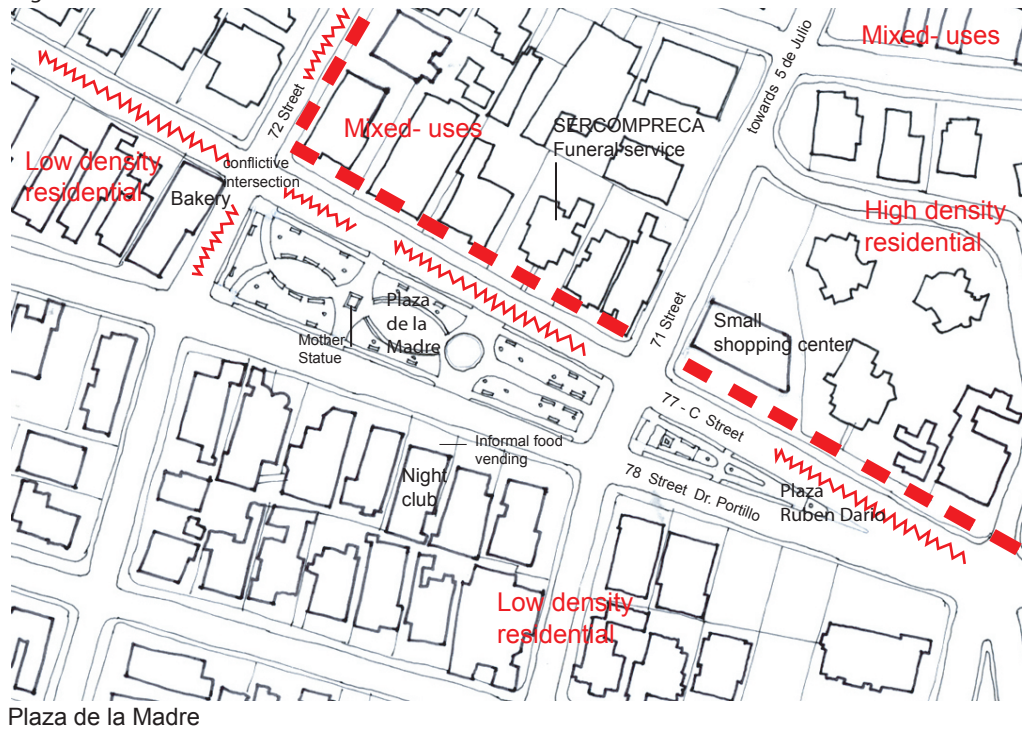 Mixed- uses
towards 5 de Julio
72 Street
Mixed- uses
SERCOMPRECA
Funeral service
Low density
residential
conflictive
intersection
Bakery
High density
residential
Plaza
de la
Madre
Mother
Statue
71 Street
Small
shopping center
77 - C Street
Informal food
vending
Night
club
78 Street Dr. Portillo
Plaza
Ruben Dario
Low density
residential
Plaza de la Madre